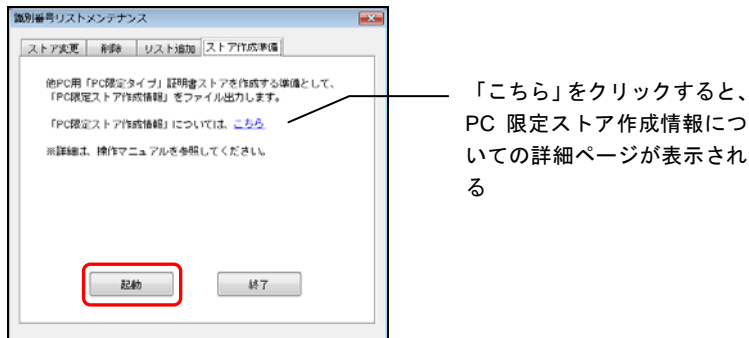 識別番号リストメンテナンス
ストア変更 削除 リスト追加 ストア作成準備
他PC用「PC限定タイプ」証明書ストアを作成する準備として、
「PC限定ストア作成情報」をファイル出力します。
「PC限定ストア作成情報」については、こちら
※詳細は、操作マニュアルを参照してください。
起動 終了
「こちら」をクリックすると、
PC 限定ストア作成情報につ
いての詳細ページが表示され
る